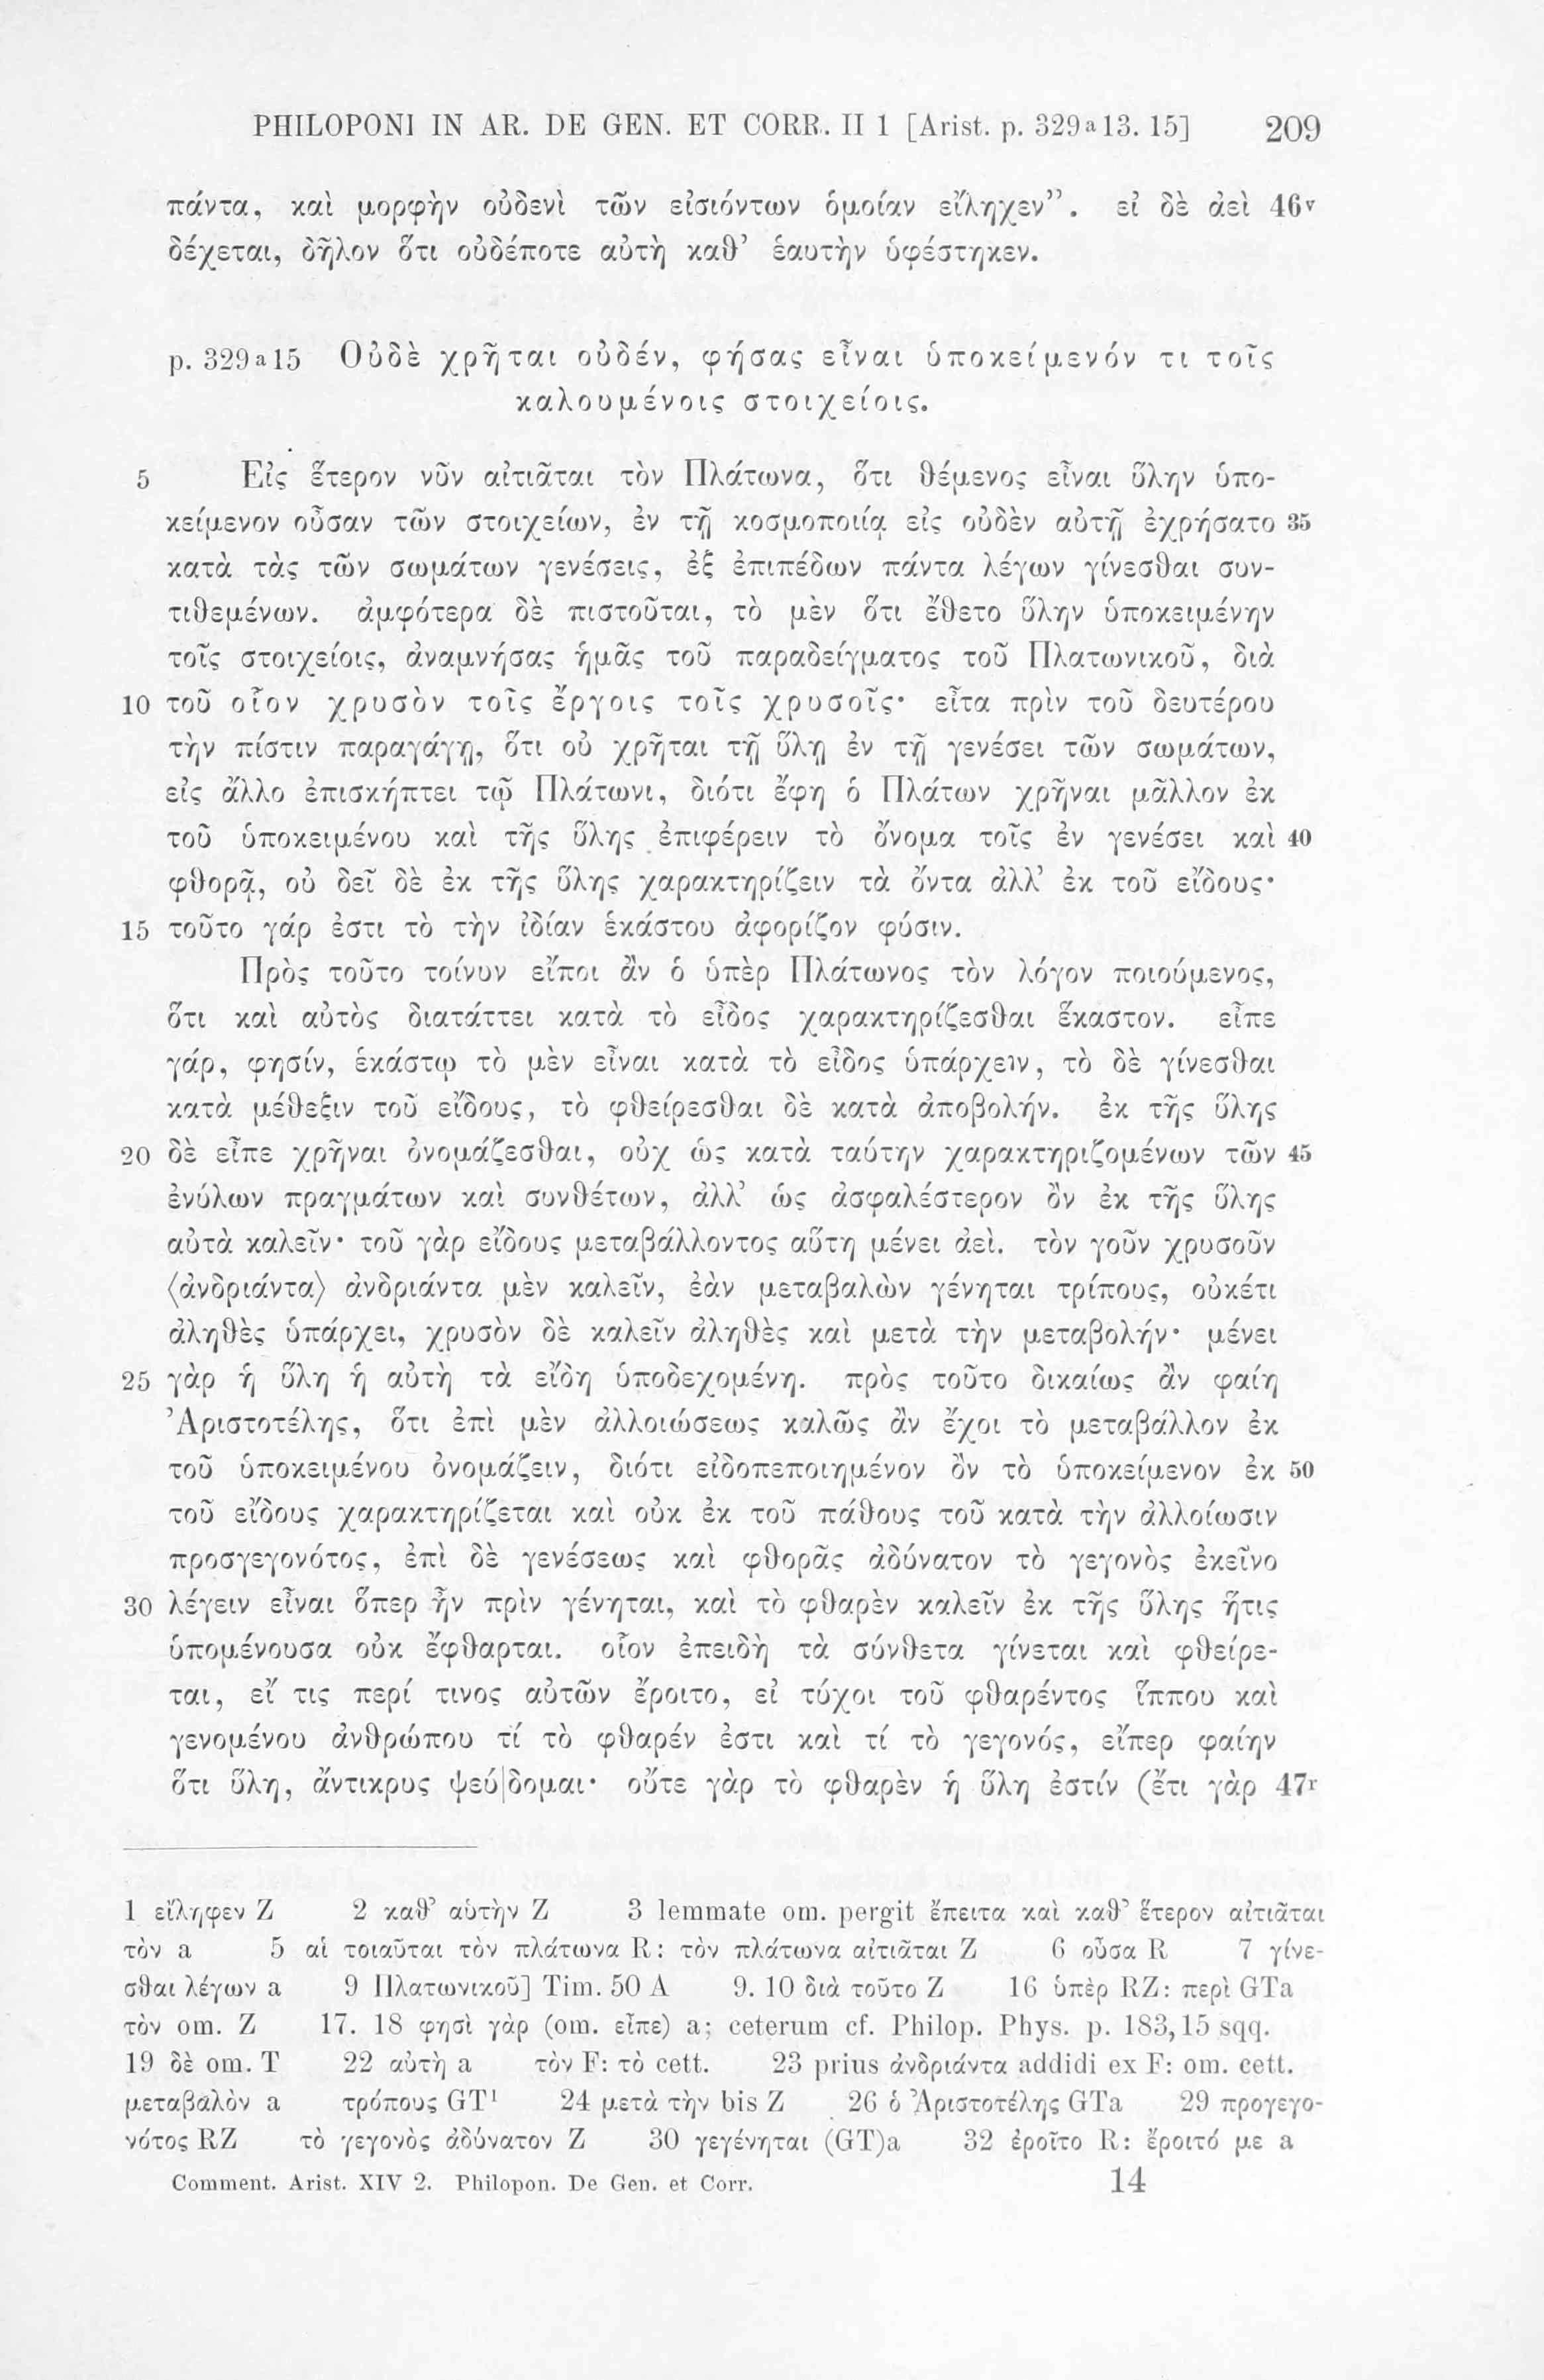 PHILOPONI IN AR. DE GEN. ET CORR. II 1 [Arist. p. 329a13. 15] 209
πάντα, καὶ μορφὴν οὐδενὶ τῶν εἰσιόντων ὁμοίαν εἴληχεν”. εἰ δὲ ἀεὶ 46v
δέχεται, δῆλον ὅτι οὐδέποτε αὐτὴ καθ’ ἑαυτὴν ὑφέστηκεν.
p. 329a15 Οὐδὲ χρῆται οὐδέν, φήσας εἶναι ὑποκείμενόν τι τοῖς
καλουμένοις στοιχείοις.
5 Εἰς ἕτερον νῦν αἰτιᾶται τὸν Πλάτωνα, ὅτι θέμενος εἶναι ὕλην ὑπο-
κείμενον οὖσαν τῶν στοιχείων, ἐν τῇ κοσμοποιίᾳ εἰς οὐδὲν αὐτῇ ἐχρήσατο 35
κατὰ τὰς τῶν σωμάτων γενέσεις, ἐξ ἐπιπέδων πάντα λέγων γίνεσθαι συν-
τιθεμένων. ἀμφότερα δὲ πιστοῦται, τὸ μὲν ὅτι ἔθετο ὕλην ὑποκειμένην
τοῖς στοιχείοις, ἀναμνήσας ἡμᾶς τοῦ παραδείγματος τοῦ Πλατωνικοῦ, διὰ
10 τοῦ οἷον χρυσὸν τοῖς ἔργοις τοῖς χρυσοῖς· εἶτα πρὶν τοῦ δευτέρου
τὴν πίστιν παραγάγῃ, ὅτι οὐ χρῆται τῇ ὕλῃ ἐν τῇ γενέσει τῶν σωμάτων,
εἰς ἄλλο ἐπισκήπτει τῷ Πλάτωνι, διότι ἔφη ὁ Πλάτων χρῆναι μᾶλλον ἐκ
τοῦ ὑποκειμένου καὶ τῆς ὕλης ἐπιφέρειν τὸ ὄνομα τοῖς ἐν γενέσει καὶ 40
φθορᾷ, οὐ δεῖ δὲ ἐκ τῆς ὕλης χαρακτηρίζειν τὰ ὄντα ἀλλ’ ἐκ τοῦ εἴδους·
15 τοῦτο γάρ ἐστι τὸ τὴν ἰδίαν ἑκάστου ἀφορίζον φύσιν.
Πρὸς τοῦτο τοίνυν εἴποι ἂν ὁ ὑπὲρ Πλάτωνος τὸν λόγον ποιούμενος,
ὅτι καὶ αὐτὸς διατάττει κατὰ τὸ εἶδος χαρακτηρίζεσθαι ἕκαστον. εἶπε
γάρ, φησίν, ἑκάστῳ τὸ μὲν εἶναι κατὰ τὸ εἶδος ὑπάρχειν, τὸ δὲ γίνεσθαι
κατὰ μέθεξιν τοῦ εἴδους, τὸ φθείρεσθαι δὲ κατὰ ἀποβολήν. ἐκ τῆς ὕλης
20 δὲ εἶπε χρῆναι ὀνομάζεσθαι, οὐχ ὡς κατὰ ταύτην χαρακτηριζομένων τῶν 45
ἐνύλων πραγμάτων καὶ συνθέτων, ἀλλ’ ὡς ἀσφαλέστερον ὂν ἐκ τῆς ὕλης
αὐτὰ καλεῖν· τοῦ γὰρ εἴδους μεταβάλλοντος αὕτη μένει ἀεί. τὸν γοῦν χρυσοῦν
⟨ἀνδριάντα⟩ ἀνδριάντα μὲν καλεῖν, ἐὰν μεταβαλὼν γένηται τρίπους, οὐκέτι
ἀληθὲς ὑπάρχει, χρυσὸν δὲ καλεῖν ἀληθὲς καὶ μετὰ τὴν μεταβολήν· μένει
25 γὰρ ἡ ὕλη ἡ αὐτὴ τὰ εἴδη ὑποδεχομένη. πρὸς τοῦτο δικαίως ἂν φαίη
Ἀριστοτέλης, ὅτι ἐπὶ μὲν ἀλλοιώσεως καλῶς ἂν ἔχοι τὸ μεταβάλλον ἐκ
τοῦ ὑποκειμένου ὀνομάζειν, διότι εἰδοπεποιημένον ὂν τὸ ὑποκείμενον ἐκ 50
τοῦ εἴδους χαρακτηρίζεται καὶ οὐκ ἐκ τοῦ πάθους τοῦ κατὰ τὴν ἀλλοίωσιν
προσγεγονότος, ἐπὶ δὲ γενέσεως καὶ φθορᾶς ἀδύνατον τὸ γεγονὸς ἐκεῖνο
30 λέγειν εἶναι ὅπερ ἦν πρὶν γένηται, καὶ τὸ φθαρὲν καλεῖν ἐκ τῆς ὕλης ἥτις
ὑπομένουσα οὐκ ἔφθαρται. οἷον ἐπειδὴ τὰ σύνθετα γίνεται καὶ φθείρε-
ται, εἴ τις περί τινος αὐτῶν ἔροιτο, εἰ τύχοι τοῦ φθαρέντος ἵππου καὶ
γενομένου ἀνθρώπου τί τὸ φθαρέν ἐστι καὶ τί τὸ γεγονός, εἴπερ φαίην
ὅτι ὕλη, ἄντικρυς ψεύ|δομαι· οὔτε γὰρ τὸ φθαρὲν ἡ ὕλη ἐστίν (ἔτι γὰρ 47r
1 εἴληφεν Z 2 καθ’ αὑτὴν Z 3 lemmate om. pergit ἔπειτα καὶ καθ’ ἕτερον αἰτιᾶται
τὸν a 5 αἱ τοιαῦται τὸν πλάτωνα R: τὸν πλάτωνα αἰτιᾶται Z 6 οὖσα R 7 γίνε-
σθαι λέγων a 9 Πλατωνικοῦ] Tim. 50 A 9. 10 διὰ τοῦτο Z 16 ὑπὲρ RZ: περὶ GTa
τὸν om. Z 17. 18 φησὶ γὰρ (om. εἶπε) a; ceterum cf. Philop. Phys. p. 183,15 sqq.
19 δὲ om. T 22 αὐτὴ a τὸν F: τὸ cett. 23 prius ἀνδριάντα addidi ex F: om. cett.
μεταβαλὸν a τρόπους GT¹ 24 μετὰ τὴν bis Z 26 ὁ Ἀριστοτέλης GTa 29 προγεγο-
νότος RZ τὸ γεγονὸς ἀδύνατον Z 30 γεγένηται (GT)a 32 ἐροῖτο R: ἔροιτό με a
Comment. Arist. XIV 2. Philopon. De Gen. et Corr. 14